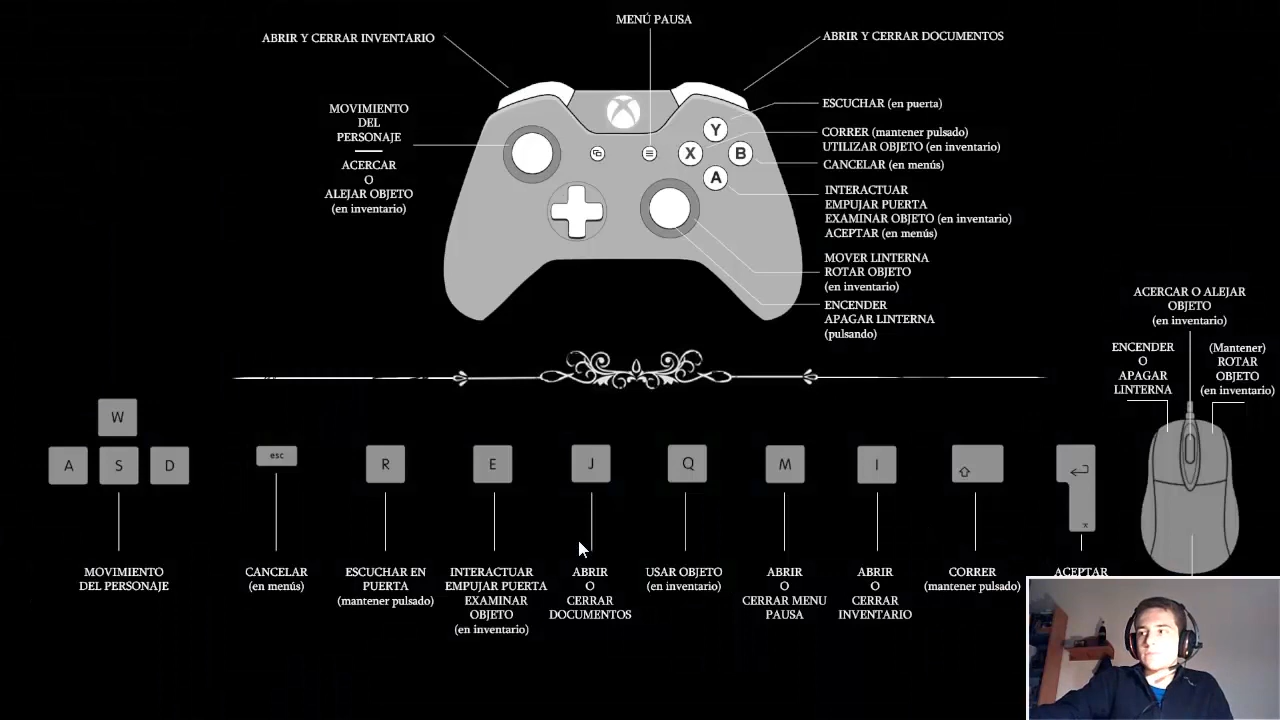 MENÚ PAUSA
ABRIR Y CERRAR INVENTARIO
ABRIR Y CERRAR DOCUMENTOS
MOVIMIENTO
DEL
PERSONAJE
ACERCAR
O
ALEJAR OBJETO
(en inventario)
Y
X
B
A
ESCUCHAR (en puerta)
CORRER (mantener pulsado)
UTILIZAR OBJETO (en inventario)
CANCELAR (en menús)
INTERACTUAR
EMPUJAR PUERTA
EXAMINAR OBJETO (en inventario)
ACEPTAR (en menús)
MOVER LINTERNA
ROTAR OBJETO
(en inventario)
ENCENDER
APAGAR LINTERNA
(pulsando)
ACERCAR O ALEJAR
OBJETO
(en inventario)
ENCENDER
O
APAGAR
LINTERNA
(Mantener)
ROTAR
OBJETO
(en inventario)
W
A S D
MOVIMIENTO
DEL PERSONAJE
esc
CANCELAR
(en menús)
R
ESCUCHAR EN
PUERTA
(mantener pulsado)
E
INTERACTUAR
EMPUJAR PUERTA
EXAMINAR
OBJETO
(en inventario)
J
ABRIR
O
CERRAR
DOCUMENTOS
Q
USAR OBJETO
(en inventario)
M
ABRIR
O
CERRAR MENU
PAUSA
I
ABRIR
O
CERRAR
INVENTARIO
CORRER
(mantener pulsado)
ACEPTAR